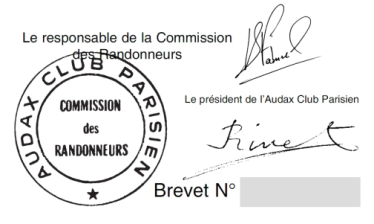 Le responsable de la Commission
des Randonneurs
AUDAX CLUB PARISIEN
COMMISSION
des
RANDONNEURS
Le président de l'Audax Club Parisien
Brevet N°